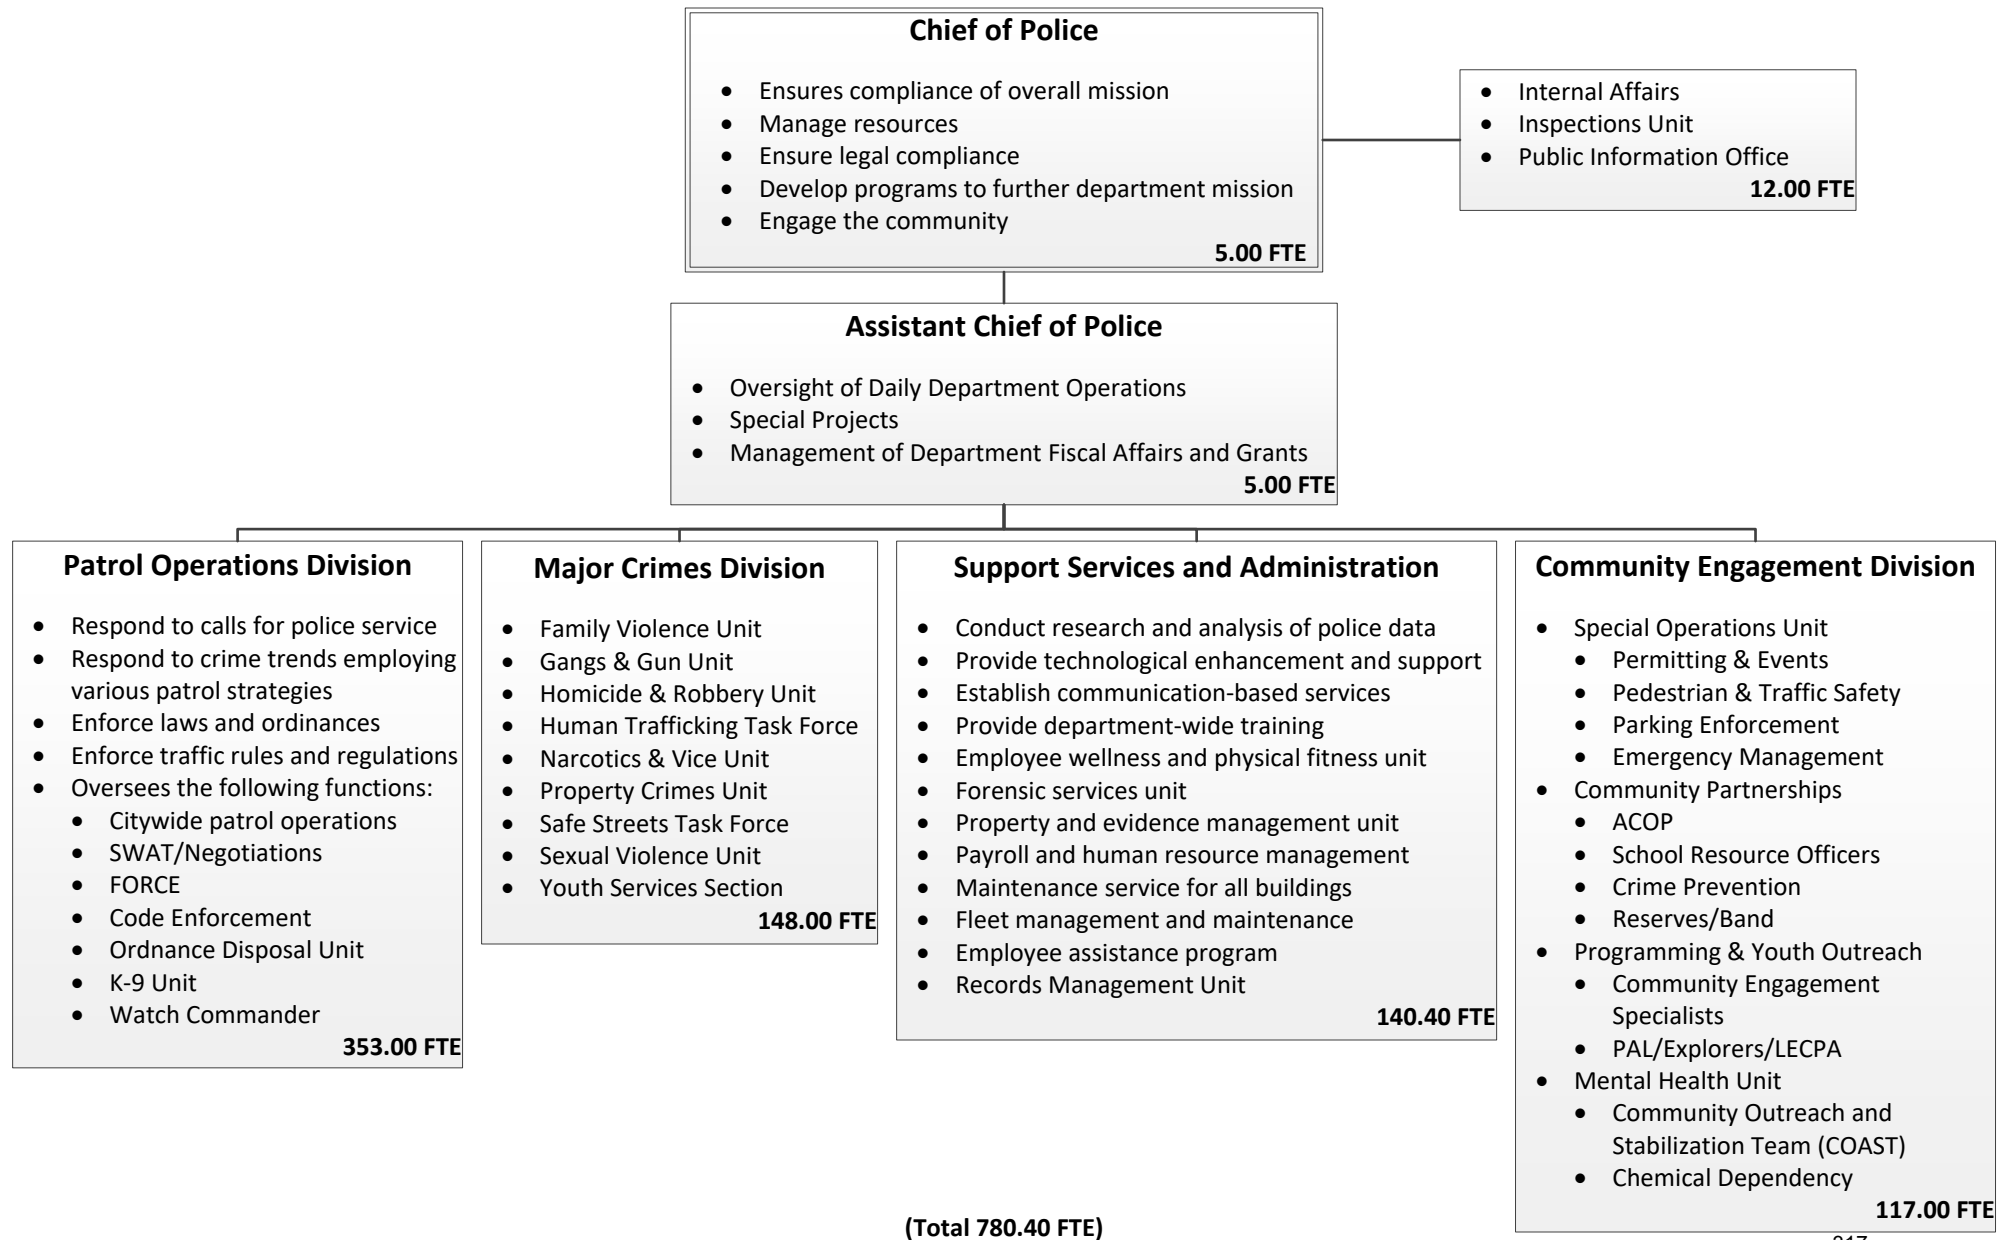 Chief of Police
• Ensures compliance of overall mission
• Manage resources
• Ensure legal compliance
• Develop programs to further department mission
• Engage the community
5.00 FTE
• Internal Affairs
• Inspections Unit
• Public Information Office
12.00 FTE
Assistant Chief of Police
• Oversight of Daily Department Operations
• Special Projects
• Management of Department Fiscal Affairs and Grants
5.00 FTE
Patrol Operations Division
• Respond to calls for police service
• Respond to crime trends employing
various patrol strategies
• Enforce laws and ordinances
• Enforce traffic rules and regulations
• Oversees the following functions:
• Citywide patrol operations
• SWAT/Negotiations
• FORCE
• Code Enforcement
• Ordnance Disposal Unit
• K-9 Unit
• Watch Commander
353.00 FTE
Major Crimes Division
• Family Violence Unit
• Gangs & Gun Unit
• Homicide & Robbery Unit
• Human Trafficking Task Force
• Narcotics & Vice Unit
• Property Crimes Unit
• Safe Streets Task Force
• Sexual Violence Unit
• Youth Services Section
148.00 FTE
Support Services and Administration
• Conduct research and analysis of police data
• Provide technological enhancement and support
• Establish communication-based services
• Provide department-wide training
• Employee wellness and physical fitness unit
• Forensic services unit
• Property and evidence management unit
• Payroll and human resource management
• Maintenance service for all buildings
• Fleet management and maintenance
• Employee assistance program
• Records Management Unit
140.40 FTE
Community Engagement Division
• Special Operations Unit
• Permitting & Events
• Pedestrian & Traffic Safety
• Parking Enforcement
• Emergency Management
• Community Partnerships
• ACOP
• School Resource Officers
• Crime Prevention
• Reserves/Band
• Programming & Youth Outreach
• Community Engagement
Specialists
• PAL/Explorers/LECPA
• Mental Health Unit
• Community Outreach and
Stabilization Team (COAST)
• Chemical Dependency
117.00 FTE
(Total 780.40 FTE)